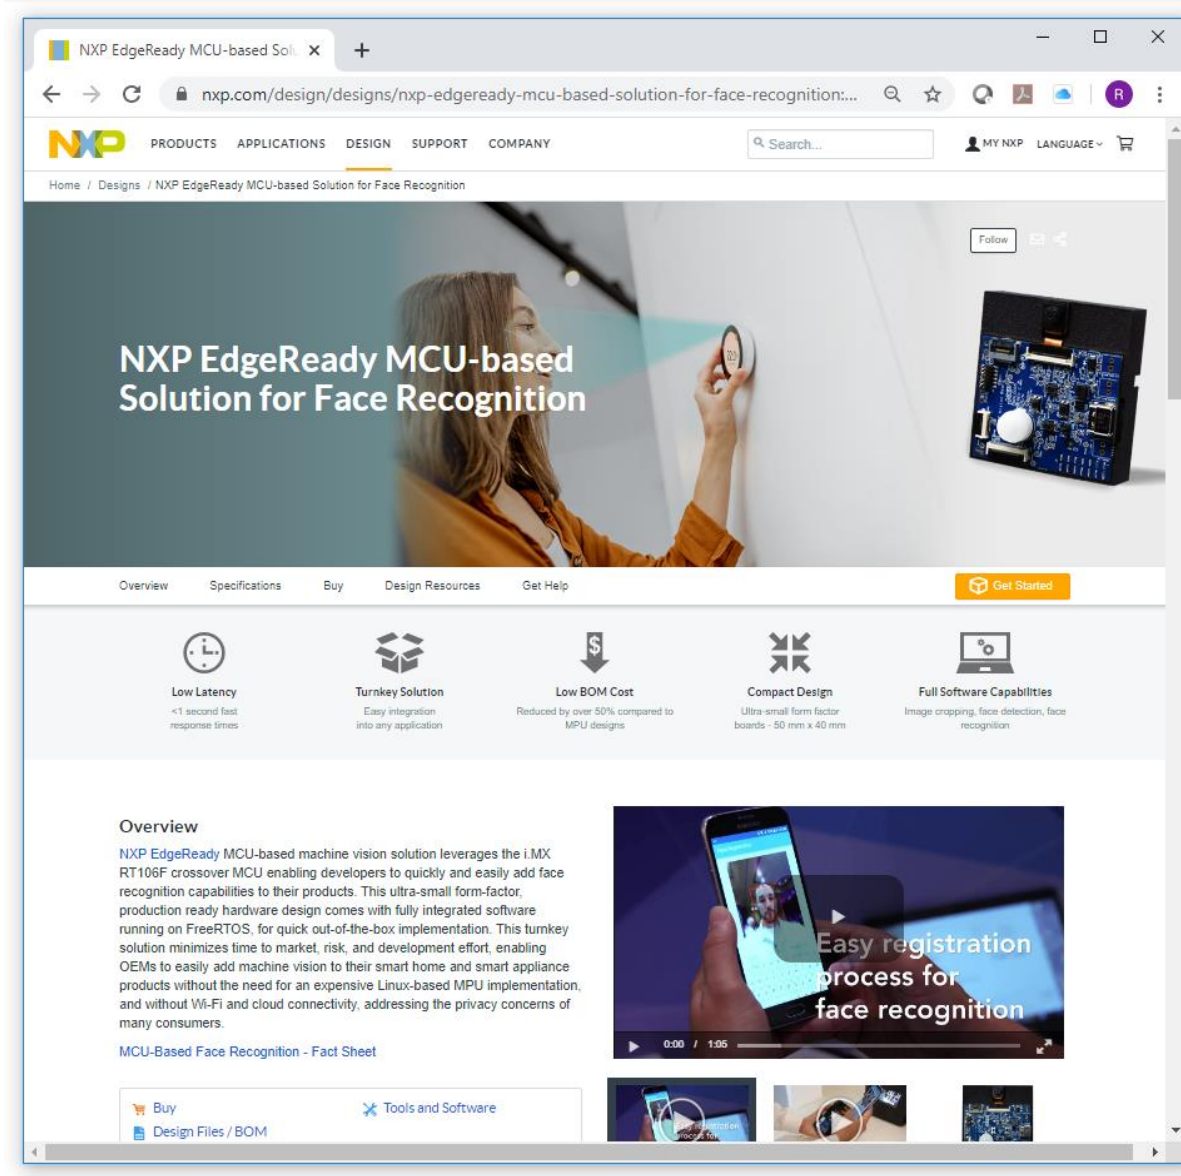 NXP EdgeReady MCU-based Sol
nxp.com/design/designs/nxp-edgeready-mcu-based-solution-for-face-recognition:...
R
NXP
PRODUCTS APPLICATIONS DESIGN SUPPORT COMPANY
Search...
MY NXP LANGUAGE
Home / Designs / NXP EdgeReady MCU-based Solution for Face Recognition
Follow
NXP EdgeReady MCU-based
Solution for Face Recognition
Overview Specifications Buy Design Resources Get Help
Get Started
Low Latency
<1 second fast
response times
Turnkey Solution
Easy integration
into any application
$
Low BOM Cost
Reduced by over 50% compared to
MPU designs
Compact Design
Ultra-small form factor
boards - 50 mm x 40 mm
Full Software Capabilities
Image cropping, face detection, face
recognition
Overview
NXP EdgeReady MCU-based machine vision solution leverages the i.MX
RT106F crossover MCU enabling developers to quickly and easily add face
recognition capabilities to their products. This ultra-small form-factor,
production ready hardware design comes with fully integrated software
running on FreeRTOS, for quick out-of-the-box implementation. This turnkey
solution minimizes time to market, risk, and development effort, enabling
OEMs to easily add machine vision to their smart home and smart appliance
products without the need for an expensive Linux-based MPU implementation,
and without Wi-Fi and cloud connectivity, addressing the privacy concerns of
many consumers.
MCU-Based Face Recognition - Fact Sheet
Easy registration
process for
face recognition
0:00 / 1:05
Buy
Tools and Software
Design Files / BOM
Easy registration
process for